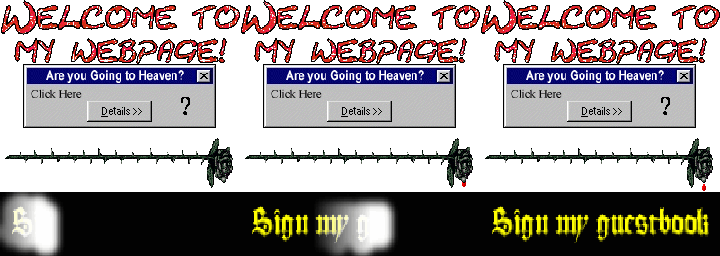 Welcome to
my webpage!
Are you Going to Heaven?
Click Here
Details >> ?
S
Welcome to
my webpage!
Are you Going to Heaven?
Click Here
Details >>
Sign my g
Welcome to
my webpage!
Are you Going to Heaven?
Click Here
Details >> ?
Sign my guestbook